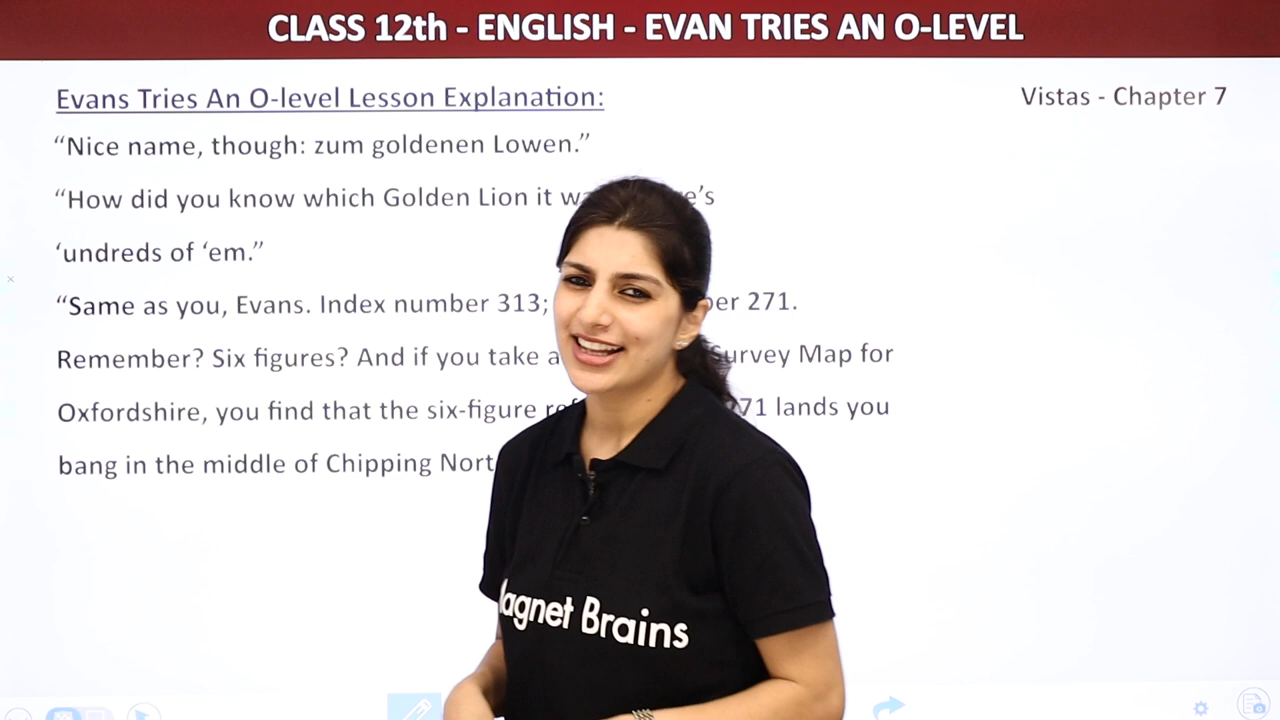 CLASS 12th - ENGLISH - EVAN TRIES AN O-LEVEL
Evans Tries An O-level Lesson Explanation:
Vistas - Chapter 7
“Nice name, though: zum goldenen Lowen.”
“How did you know which Golden Lion it
‘undreds of ‘em.”
“Same as you, Evans. Index number 313; 271.
Remember? Six figures? And if you take Survey Map for
Oxfordshire, you find that the six-figure lands you
bang in the middle of Chipping
agnet Brains